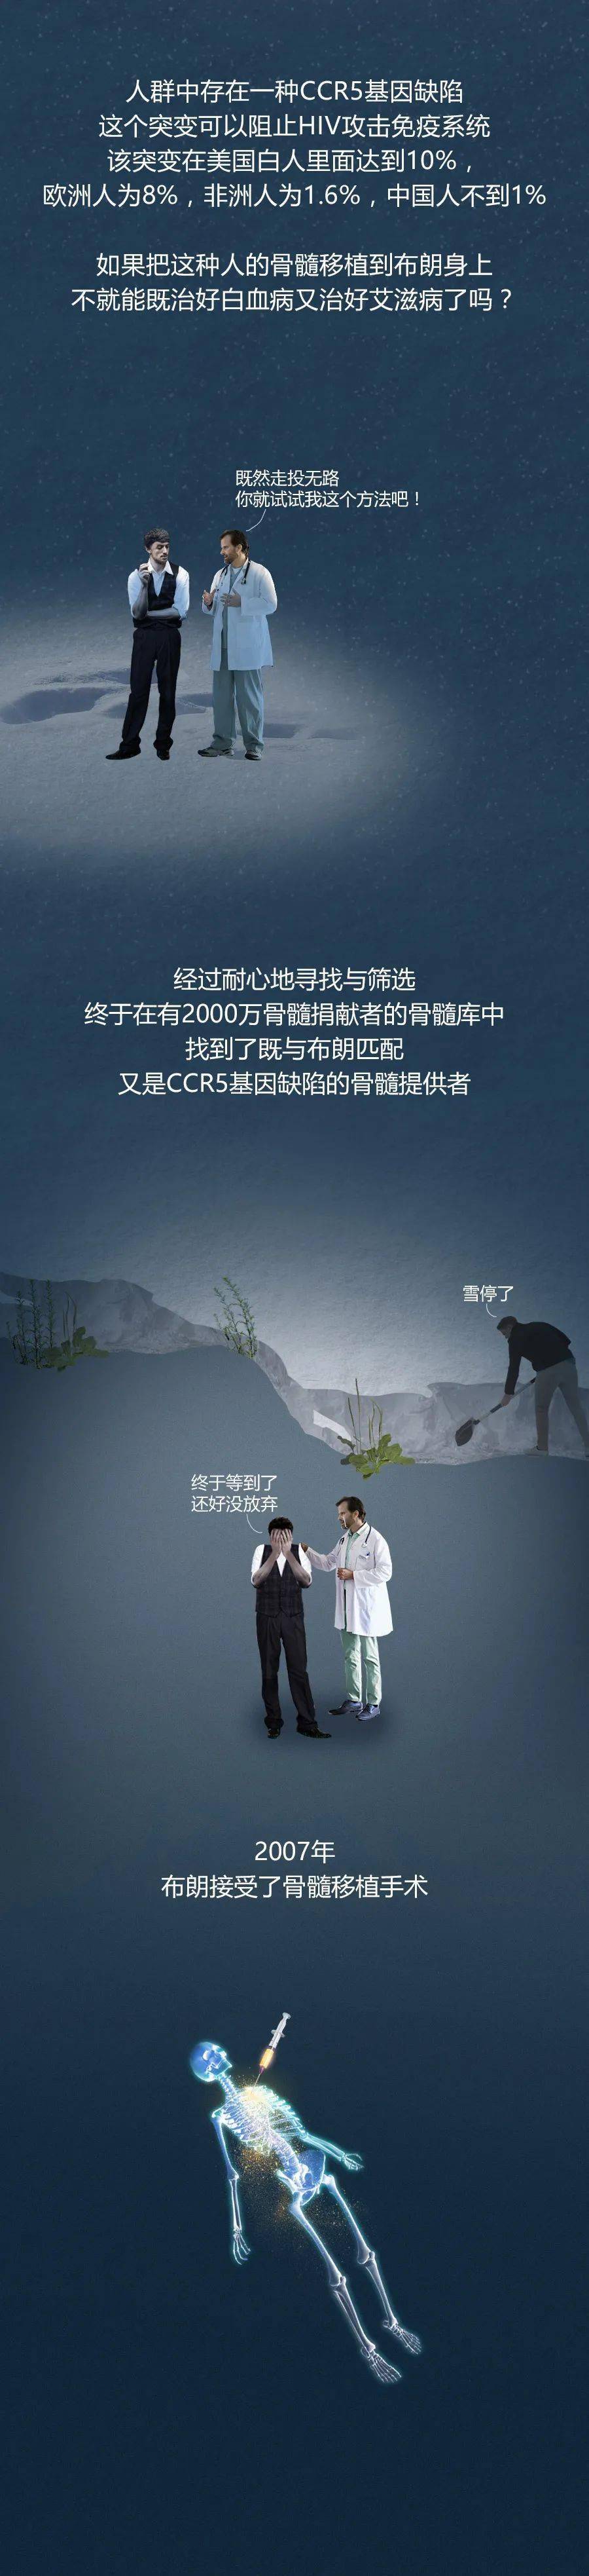 人群中存在一种CCR5基因缺陷
这个突变可以阻止HIV攻击免疫系统
该突变在美国白人里面达到10%，
欧洲人为8%，非洲人为1.6%，中国人不到1%
如果把这种人的骨髓移植到布朗身上
不就能既治好白血病又治好艾滋病了吗？
既然走投无路
你就试试我这个方法吧！
经过耐心地寻找与筛选
终于在有2000万骨髓捐献者的骨髓库中
找到了既与布朗匹配
又是CCR5基因缺陷的骨髓提供者
雪停了
终于等到了
还好没放弃
2007年
布朗接受了骨髓移植手术